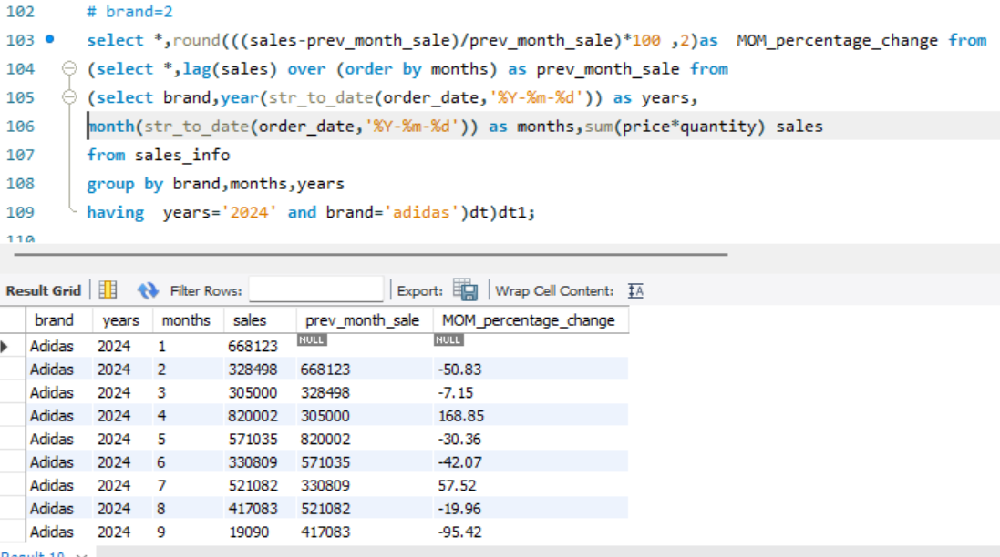 102 # brand=2
103 select *,round(((sales-prev_month_sale)/prev_month_sale)*100 ,2)as  MOM_percentage_change from
104 (select *,lag(sales) over (order by months) as prev_month_sale from
105 (select brand,year(str_to_date(order_date,'%Y-%m-%d')) as years,
106 month(str_to_date(order_date,'%Y-%m-%d')) as months,sum(price*quantity) sales
107 from sales_info
108 group by brand,months,years
109 having  years='2024' and brand='adidas')dt)dt1;
110
Result Grid Filter Rows: Export: Wrap Cell Content: IA
brand years months sales prev_month_sale MOM_percentage_change
Adidas 2024 1 668123 NULL NULL
Adidas 2024 2 328498 668123 -50.83
Adidas 2024 3 305000 328498 -7.15
Adidas 2024 4 820002 305000 168.85
Adidas 2024 5 571035 820002 -30.36
Adidas 2024 6 330809 571035 -42.07
Adidas 2024 7 521082 330809 57.52
Adidas 2024 8 417083 521082 -19.96
Adidas 2024 9 19090 417083 -95.42